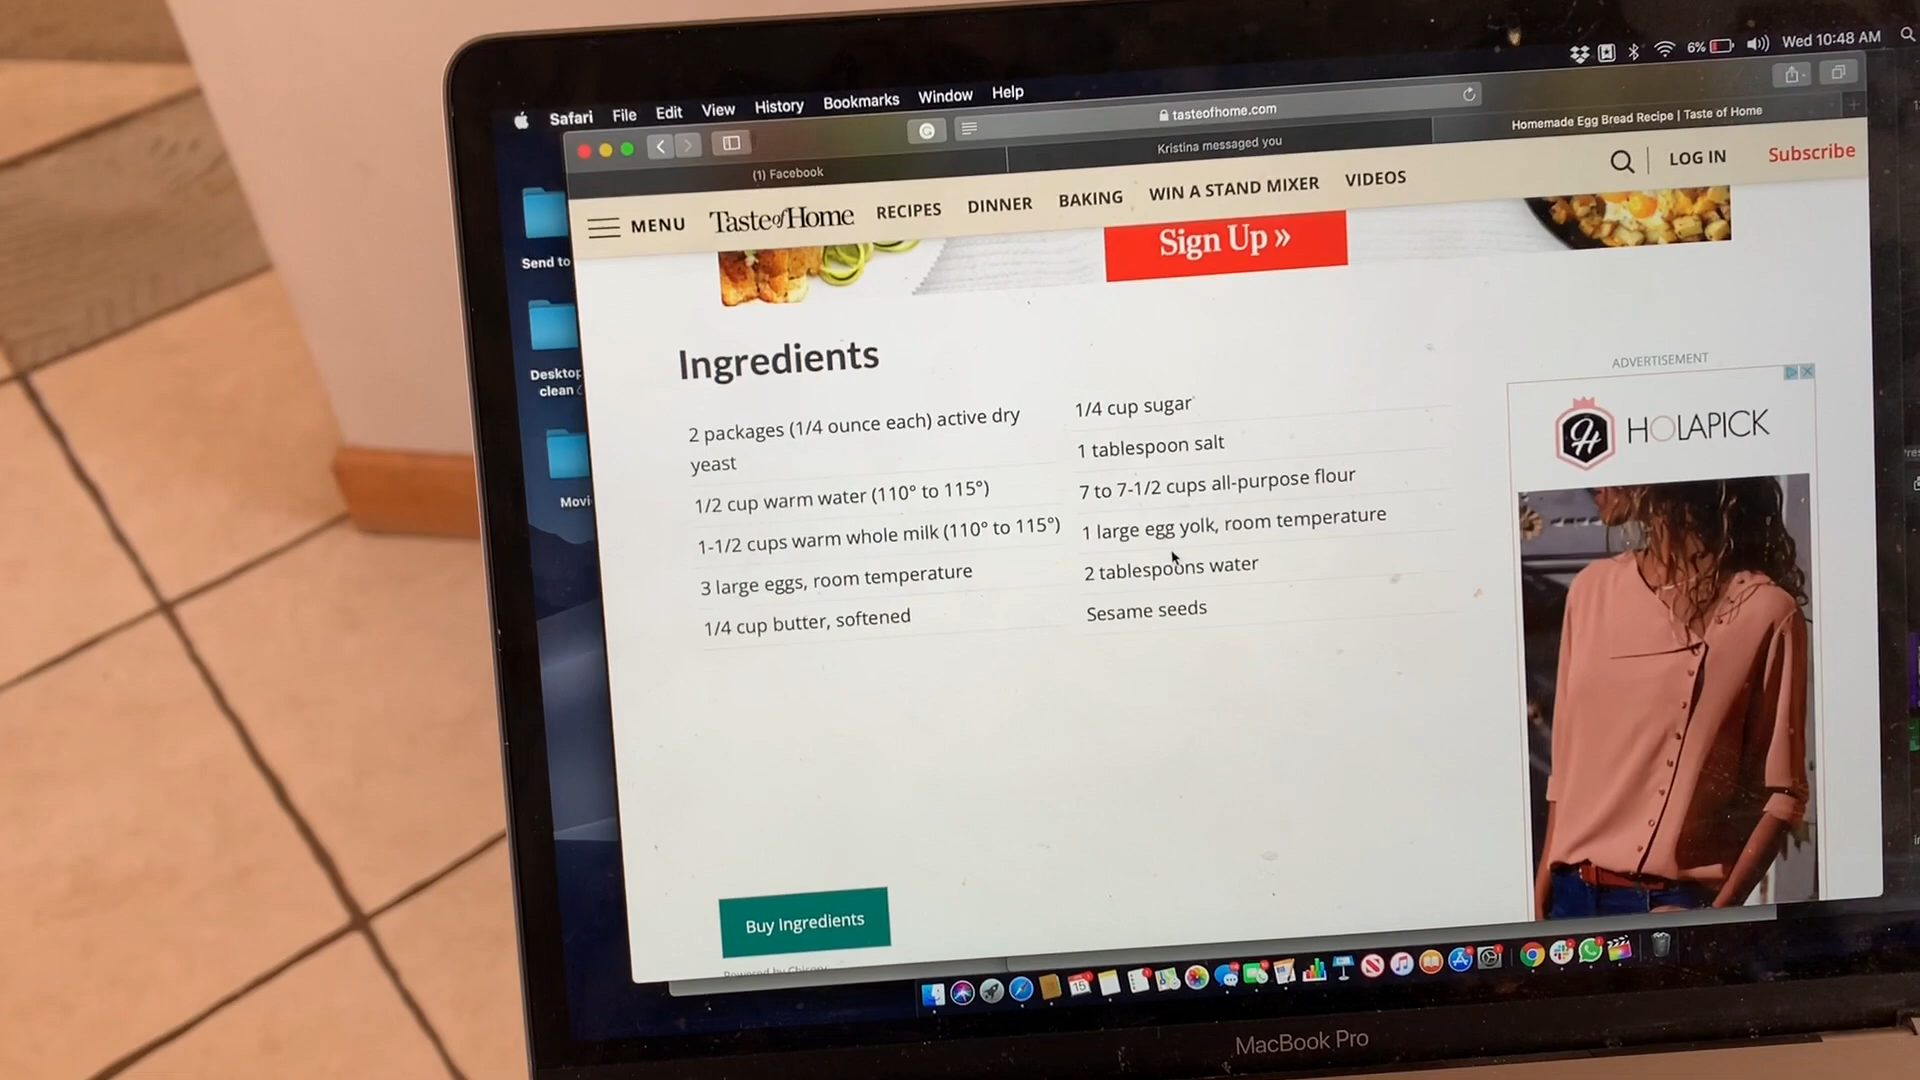 Safari File Edit View History Bookmarks Window Help
6% Wed 10:48 AM
tasteofhome.com
(1) Facebook
Kristina messaged you
Homemade Egg Bread Recipe | Taste of Home
MENU
Taste of Home
RECIPES
DINNER
BAKING
WIN A STAND MIXER
VIDEOS
LOG IN
Subscribe
Send to
Desktop
clean
Movi
Sign Up »
Ingredients
2 packages (1/4 ounce each) active dry
yeast
1/2 cup warm water (110° to 115°)
1-1/2 cups warm whole milk (110° to 115°)
3 large eggs, room temperature
1/4 cup butter, softened
1/4 cup sugar
1 tablespoon salt
7 to 7-1/2 cups all-purpose flour
1 large egg yolk, room temperature
2 tablespoons water
Sesame seeds
ADVERTISEMENT
HOLAPICK
Buy Ingredients
15
MacBook Pro